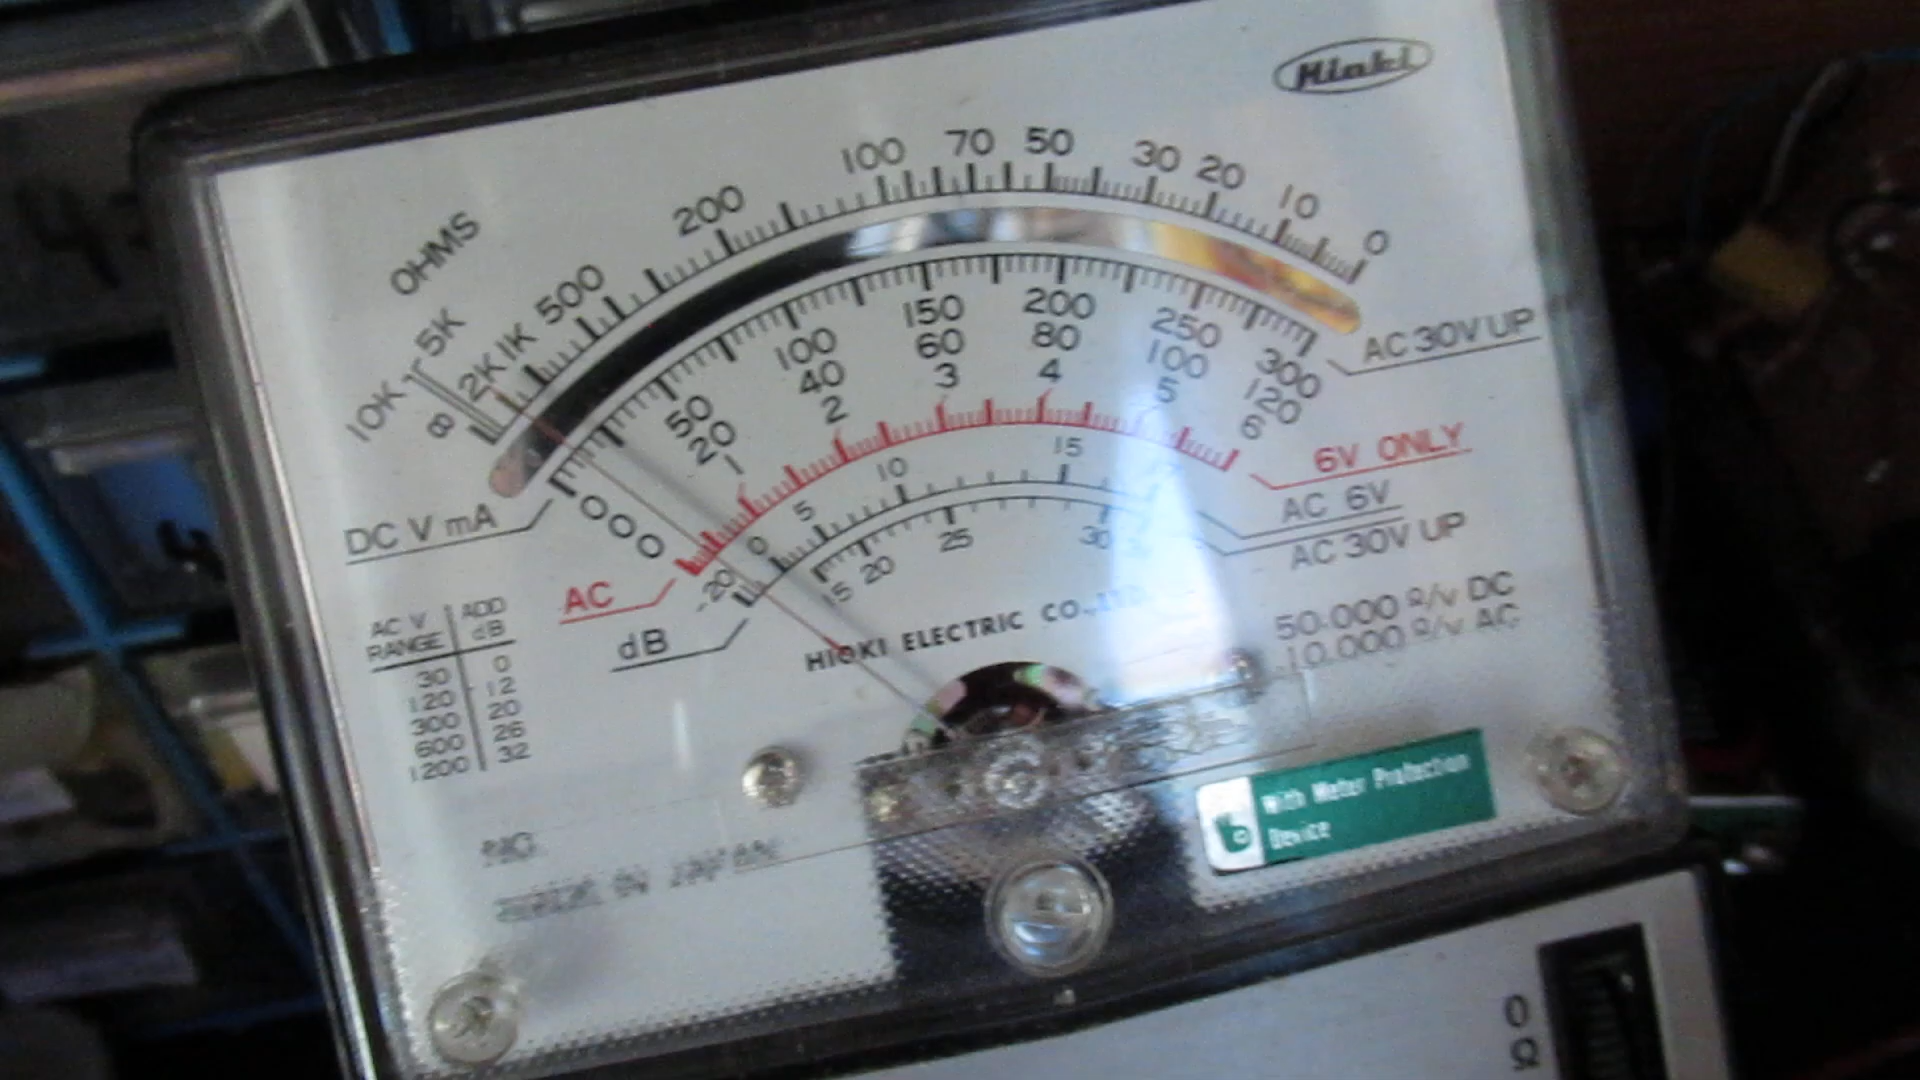 Hioki
OHMS
10K 5K 2K 1K 500 200 100 70 50 30 20 10 0
∞
AC 30V UP
DC V mA
0 50 100 150 200 250 300
0 20 40 60 80 100 120
0 1 2 3 4 5 6
AC
6V ONLY
-20 0 5 10 15
AC 6V
15 20 25 30
AC 30V UP
dB
HIOKI ELECTRIC CO.,LTD.
50.000 Ω/v DC
10.000 Ω/v AC
AC V RANGE ADD dB
30 0
120 12
300 20
600 26
1200 32
With Meter Protection
Device
NO.
0
Ω